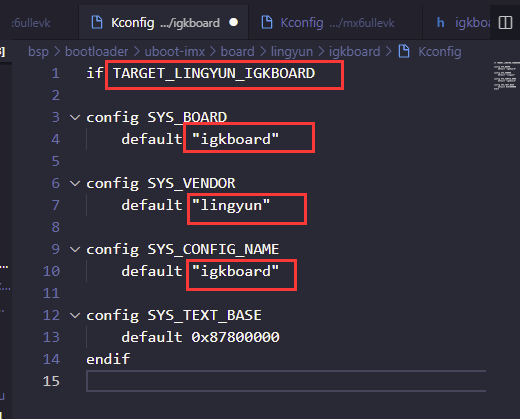 ix6ullevk
Kconfig .../igkboard
Kconfig .../mx6ullevk
h igkboa
bsp > bootloader > uboot-imx > board > lingyun > igkboard > Kconfig
1 if TARGET_LINGYUN_IGKBOARD
2
3 config SYS_BOARD
4 default "igkboard"
5
6 config SYS_VENDOR
7 default "lingyun"
8
9 config SYS_CONFIG_NAME
10 default "igkboard"
11
12 config SYS_TEXT_BASE
13 default 0x87800000
14 endif
15